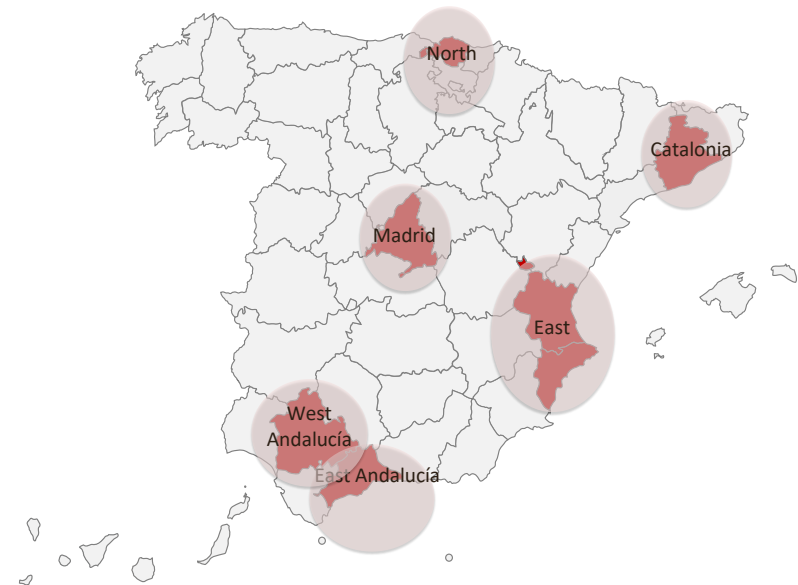 North
Catalonia
Madrid
East
West
Andalucía
East Andalucía